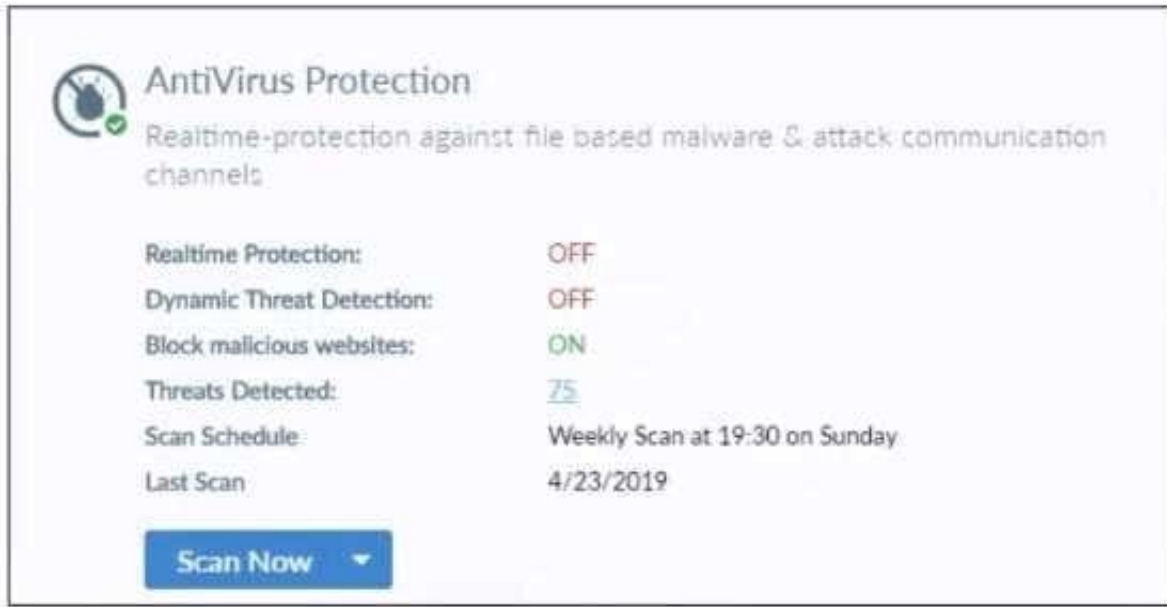 AntiVirus Protection
Realtime-protection against file based malware & attack communication
channels
Realtime Protection: OFF
Dynamic Threat Detection: OFF
Block malicious websites: ON
Threats Detected: 75
Scan Schedule Weekly Scan at 19:30 on Sunday
Last Scan 4/23/2019
Scan Now